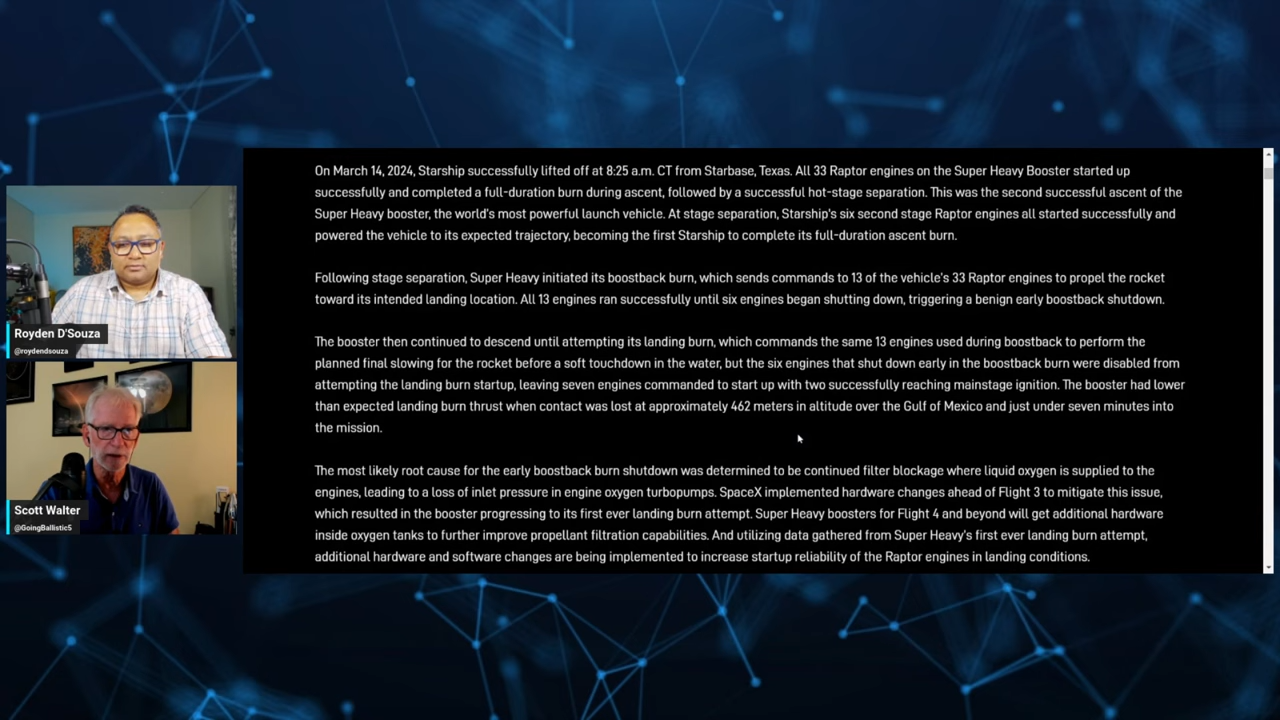 On March 14, 2024, Starship successfully lifted off at 8:25 a.m. CT from Starbase, Texas. All 33 Raptor engines on the Super Heavy Booster started up
successfully and completed a full-duration burn during ascent, followed by a successful hot-stage separation. This was the second successful ascent of the
Super Heavy booster, the world's most powerful launch vehicle. At stage separation, Starship's six second stage Raptor engines all started successfully and
powered the vehicle to its expected trajectory, becoming the first Starship to complete its full-duration ascent burn.
Following stage separation, Super Heavy initiated its boostback burn, which sends commands to 13 of the vehicle's 33 Raptor engines to propel the rocket
toward its intended landing location. All 13 engines ran successfully until six engines began shutting down, triggering a benign early boostback shutdown.
The booster then continued to descend until attempting its landing burn, which commands the same 13 engines used during boostback to perform the
planned final slowing for the rocket before a soft touchdown in the water, but the six engines that shut down early in the boostback burn were disabled from
attempting the landing burn startup, leaving seven engines commanded to start up with two successfully reaching mainstage ignition. The booster had lower
than expected landing burn thrust when contact was lost at approximately 462 meters in altitude over the Gulf of Mexico and just under seven minutes into
the mission.
The most likely root cause for the early boostback burn shutdown was determined to be continued filter blockage where liquid oxygen is supplied to the
engines, leading to a loss of inlet pressure in engine oxygen turbopumps. SpaceX implemented hardware changes ahead of Flight 3 to mitigate this issue,
which resulted in the booster progressing to its first ever landing burn attempt. Super Heavy boosters for Flight 4 and beyond will get additional hardware
inside oxygen tanks to further improve propellant filtration capabilities. And utilizing data gathered from Super Heavy's first ever landing burn attempt,
additional hardware and software changes are being implemented to increase startup reliability of the Raptor engines in landing conditions.
Royden D'Souza
@roydendsouza
Scott Walter
@GoingBallistic5